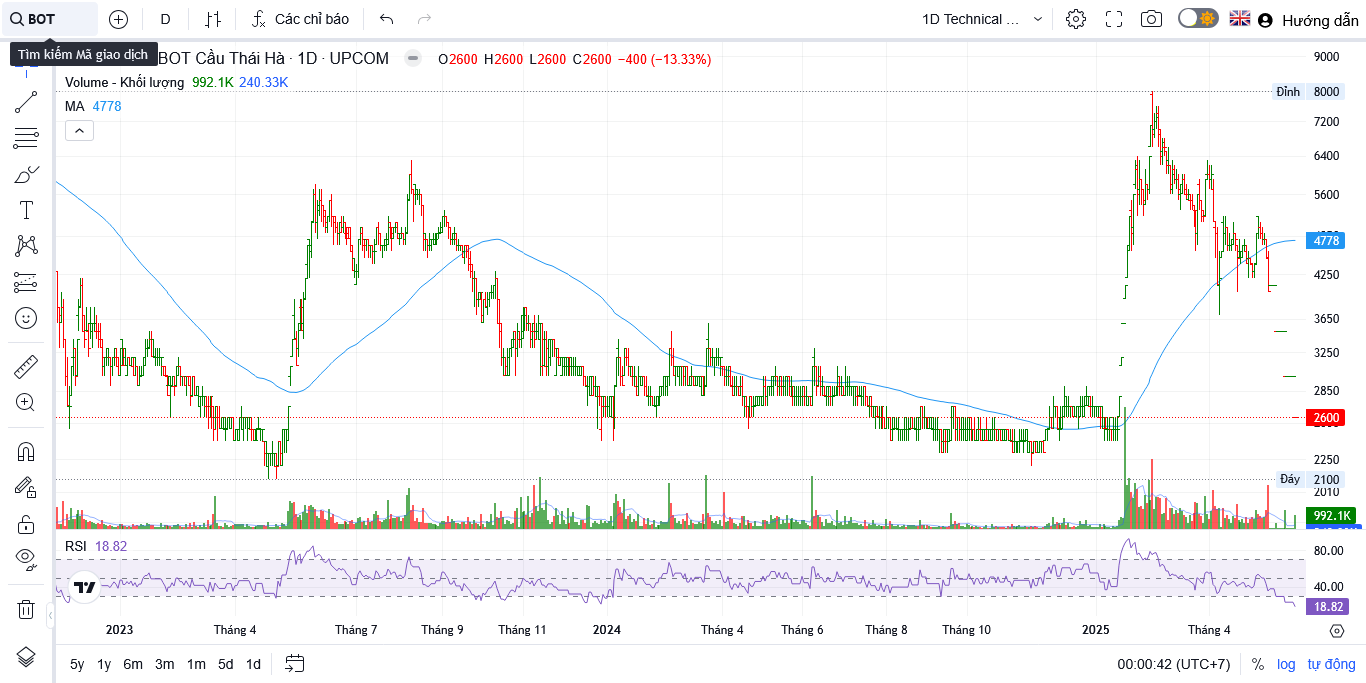 BOT D Các chỉ báo 1D Technical ... Hướng dẫn
Tìm kiếm Mã giao dịch
BOT Cầu Thái Hà · 1D · UPCOM O2600 H2600 L2600 C2600 −400 (−13.33%)
Volume - Khối lượng 992.1K 240.33K
MA 4778
9000
Đỉnh 8000
7200
6400
5600
4778
4250
3650
3250
2850
2600
2250
Đáy 2100
2010
992.1K
RSI 18.82
80.00
40.00
18.82
2023 Tháng 4 Tháng 7 Tháng 9 Tháng 11 2024 Tháng 4 Tháng 6 Tháng 8 Tháng 10 2025 Tháng 4
5y 1y 6m 3m 1m 5d 1d 00:00:42 (UTC+7) % log tự động